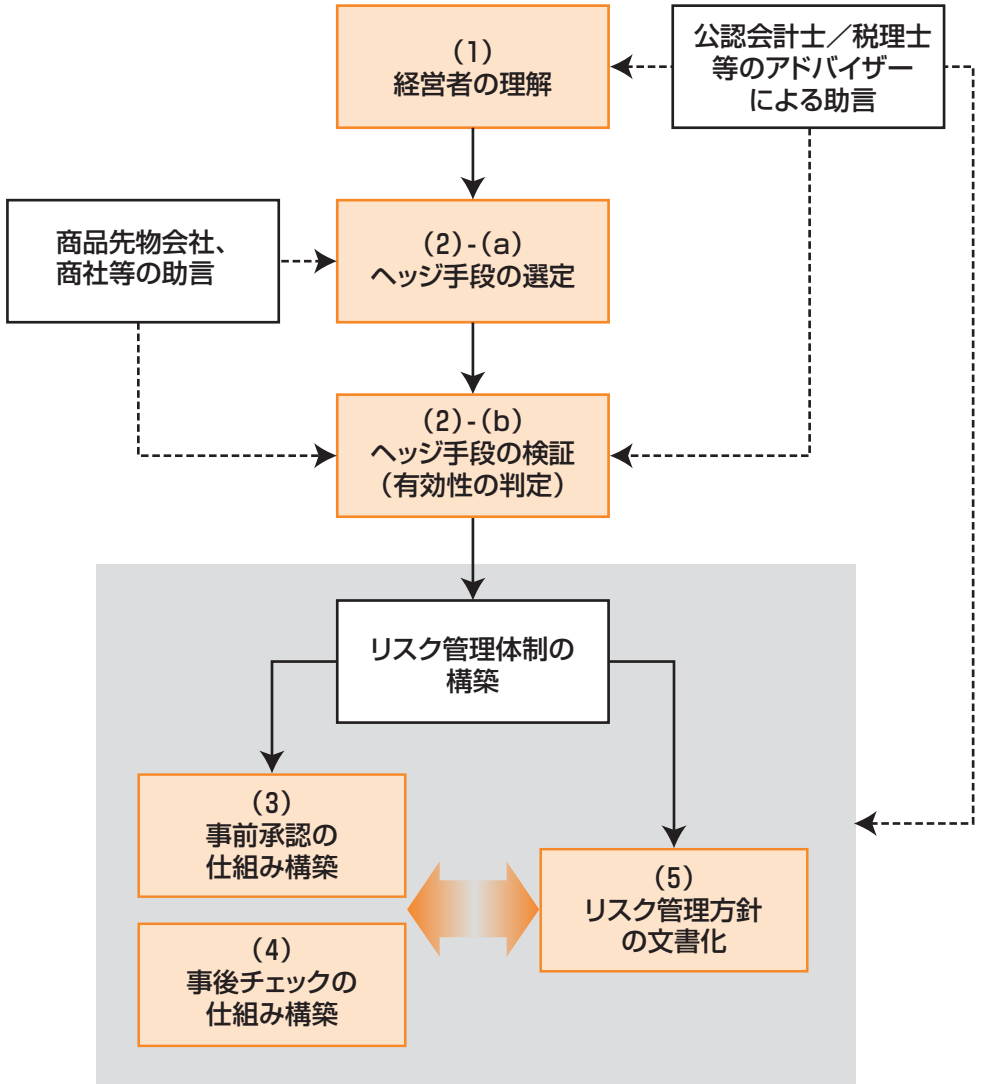 (1)
経営者の理解
公認会計士／税理士
等のアドバイザー
による助言
商品先物会社、
商社等の助言
(2)-(a)
ヘッジ手段の選定
(2)-(b)
ヘッジ手段の検証
（有効性の判定）
リスク管理体制の
構築
(3)
事前承認の
仕組み構築
(4)
事後チェックの
仕組み構築
(5)
リスク管理方針
の文書化